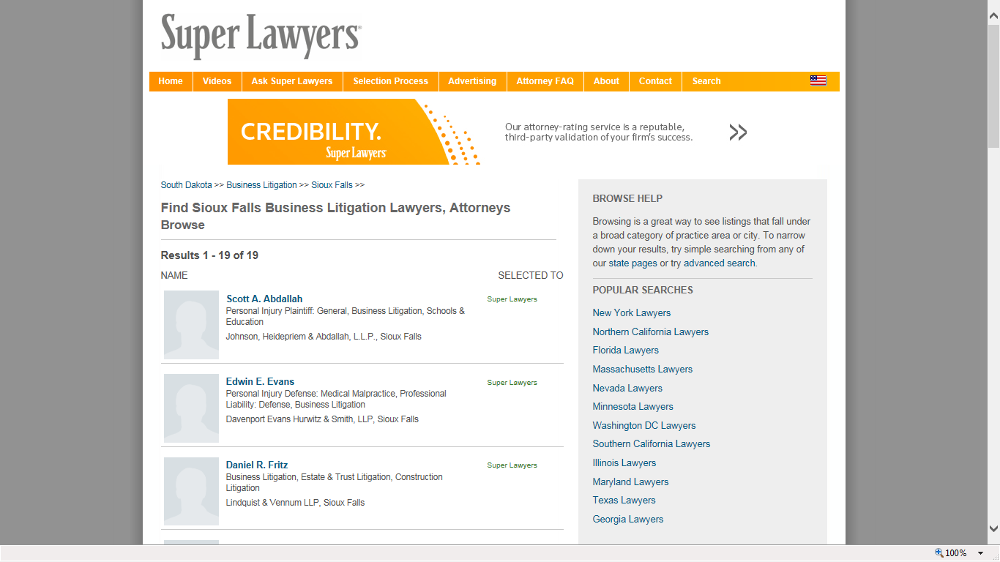 Super Lawyers®
Home Videos Ask Super Lawyers Selection Process Advertising Attorney FAQ About Contact Search
CREDIBILITY.
Super Lawyers
Our attorney-rating service is a reputable,
third-party validation of your firm's success.
>>
South Dakota >> Business Litigation >> Sioux Falls >>
Find Sioux Falls Business Litigation Lawyers, Attorneys
Browse
Results 1 - 19 of 19
NAME SELECTED TO
Scott A. Abdallah Super Lawyers
Personal Injury Plaintiff: General, Business Litigation, Schools &
Education
Johnson, Heidepriem & Abdallah, L.L.P., Sioux Falls
Edwin E. Evans Super Lawyers
Personal Injury Defense: Medical Malpractice, Professional
Liability: Defense, Business Litigation
Davenport Evans Hurwitz & Smith, LLP, Sioux Falls
Daniel R. Fritz Super Lawyers
Business Litigation, Estate & Trust Litigation, Construction
Litigation
Lindquist & Vennum LLP, Sioux Falls
BROWSE HELP
Browsing is a great way to see listings that fall under
a broad category of practice area or city. To narrow
down your results, try simple searching from any of
our state pages or try advanced search.
POPULAR SEARCHES
New York Lawyers
Northern California Lawyers
Florida Lawyers
Massachusetts Lawyers
Nevada Lawyers
Minnesota Lawyers
Washington DC Lawyers
Southern California Lawyers
Illinois Lawyers
Maryland Lawyers
Texas Lawyers
Georgia Lawyers
100%